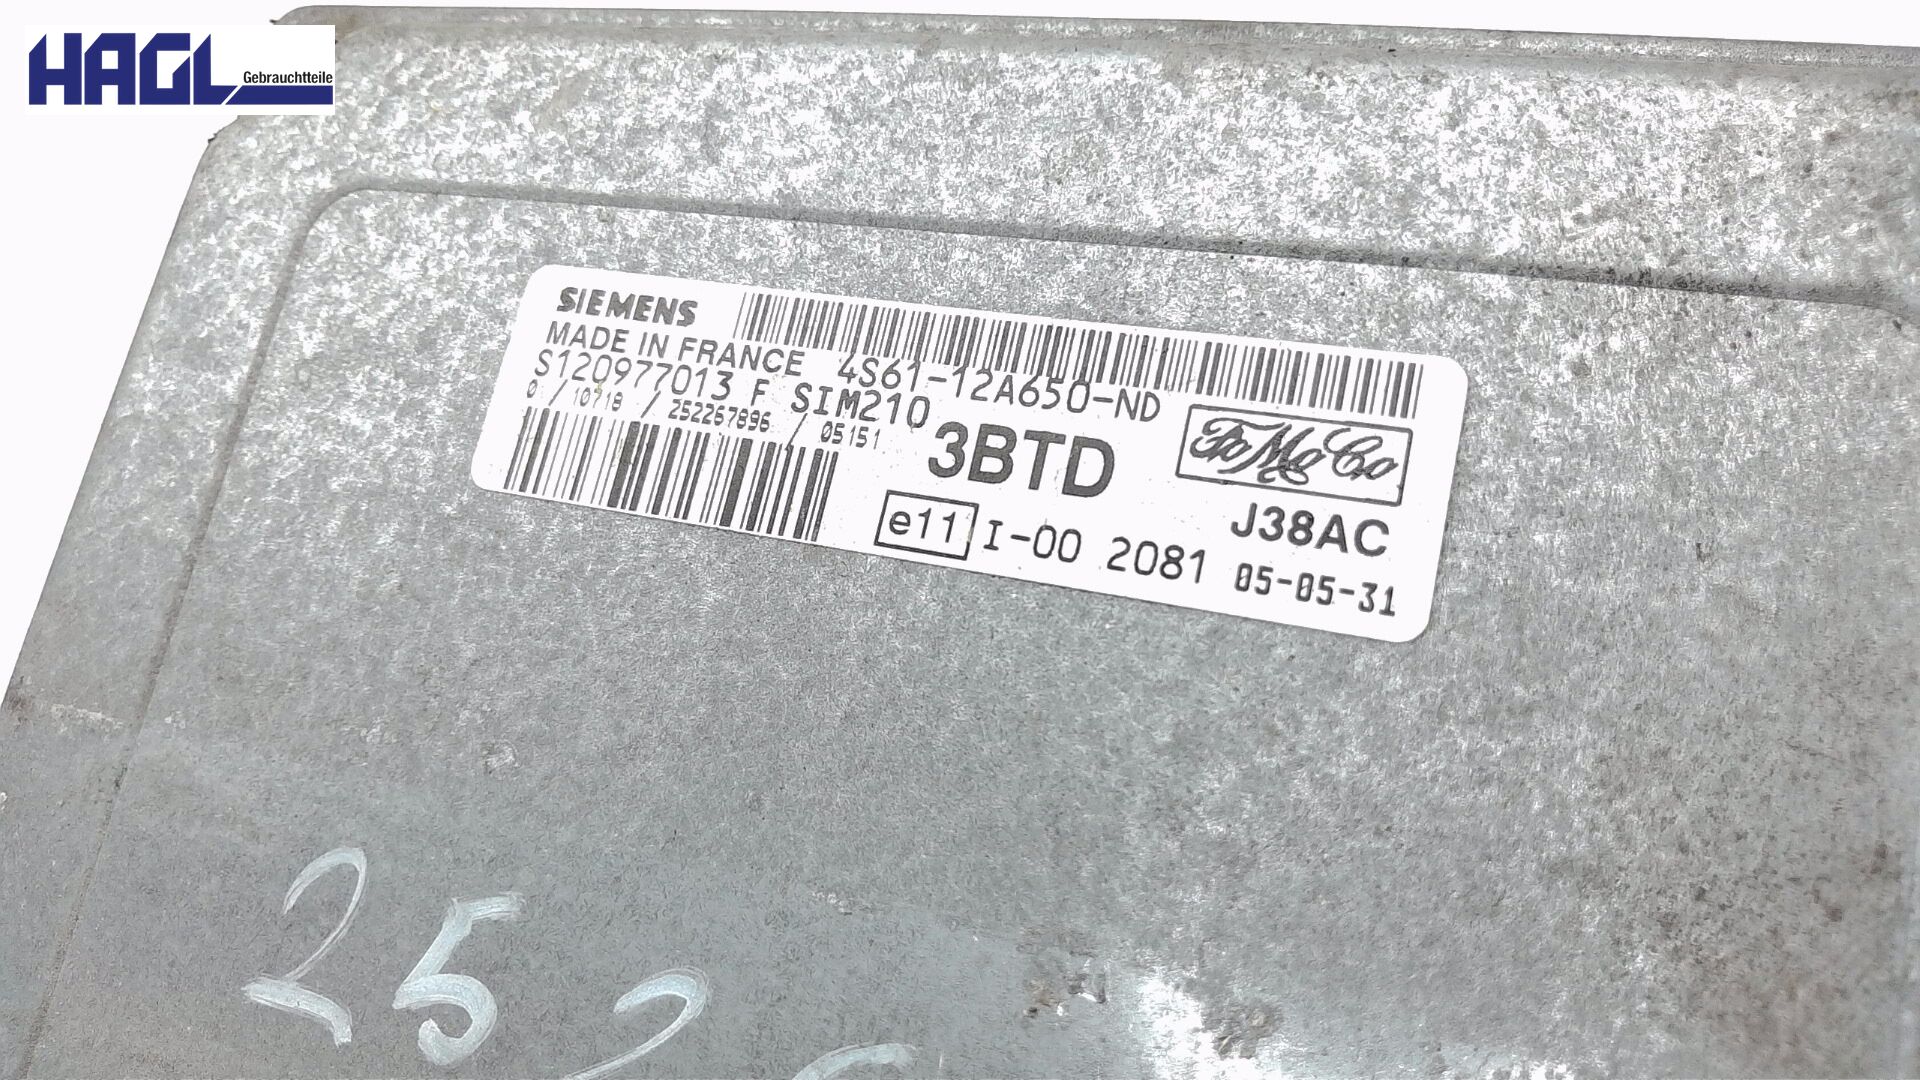 HAGL
Gebrauchtteile
SIEMENS
MADE IN FRANCE 4S61-12A650-ND
S120977013 F SIM210
0 / 10718 / 252267896 / 05151
3BTD
FoMoCo
J38AC
e11 I-00 2081 05-05-31
25